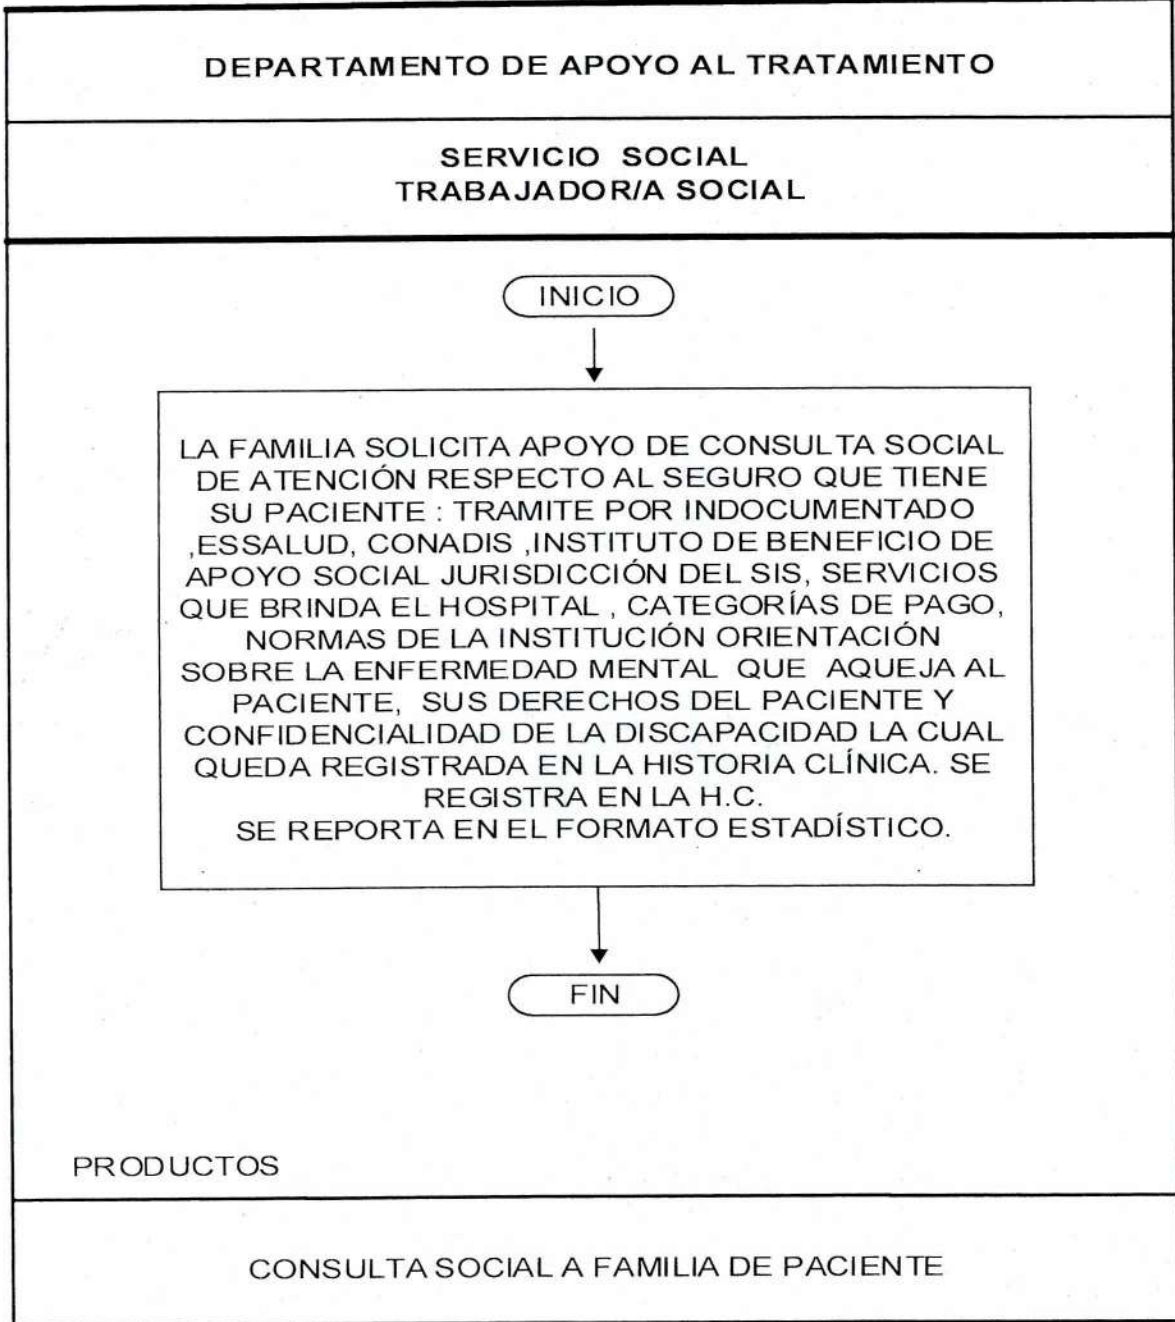 DEPARTAMENTO DE APOYO AL TRATAMIENTO
SERVICIO SOCIAL
TRABAJADOR/A SOCIAL
INICIO
LA FAMILIA SOLICITA APOYO DE CONSULTA SOCIAL
DE ATENCIÓN RESPECTO AL SEGURO QUE TIENE
SU PACIENTE : TRAMITE POR INDOCUMENTADO
,ESSALUD, CONADIS ,INSTITUTO DE BENEFICIO DE
APOYO SOCIAL JURISDICCIÓN DEL SIS, SERVICIOS
QUE BRINDA EL HOSPITAL , CATEGORÍAS DE PAGO,
NORMAS DE LA INSTITUCIÓN ORIENTACIÓN
SOBRE LA ENFERMEDAD MENTAL QUE AQUEJA AL
PACIENTE, SUS DERECHOS DEL PACIENTE Y
CONFIDENCIALIDAD DE LA DISCAPACIDAD LA CUAL
QUEDA REGISTRADA EN LA HISTORIA CLÍNICA. SE
REGISTRA EN LA H.C.
SE REPORTA EN EL FORMATO ESTADÍSTICO.
FIN
PRODUCTOS
CONSULTA SOCIAL A FAMILIA DE PACIENTE